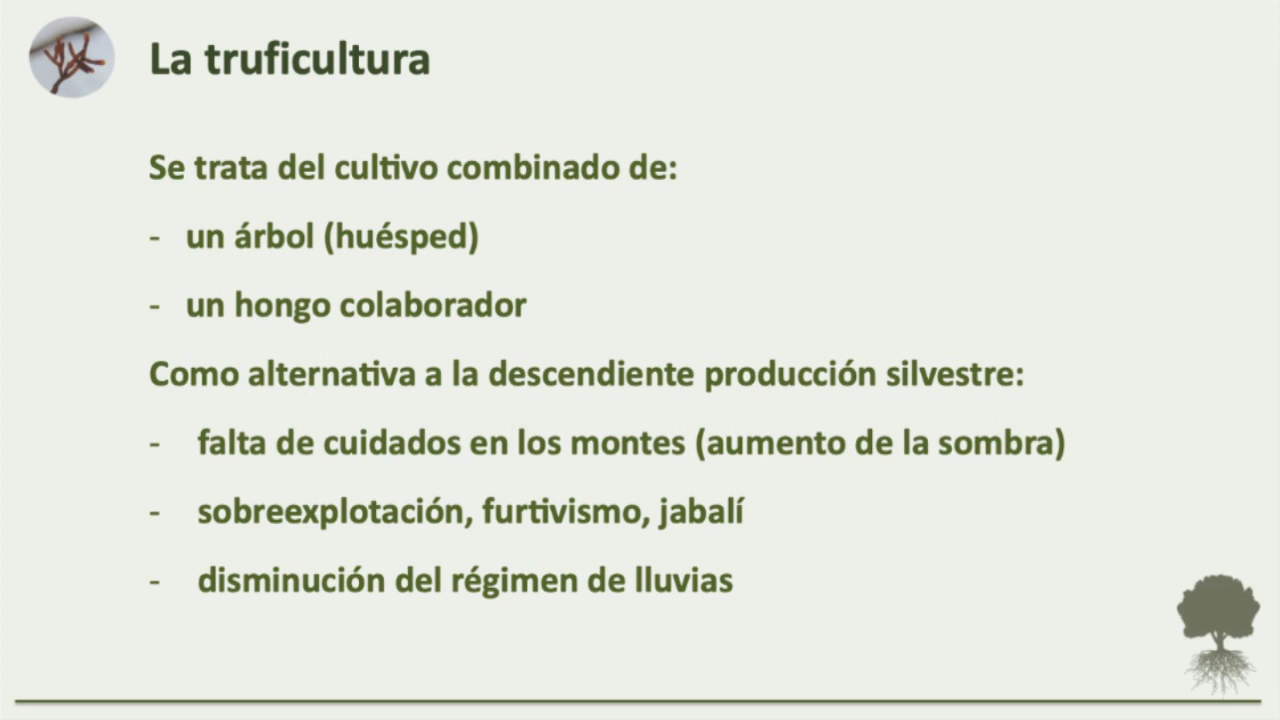 La truficultura
Se trata del cultivo combinado de:
- un árbol (huésped)
- un hongo colaborador
Como alternativa a la descendiente producción silvestre:
- falta de cuidados en los montes (aumento de la sombra)
- sobreexplotación, furtivismo, jabalí
- disminución del régimen de lluvias